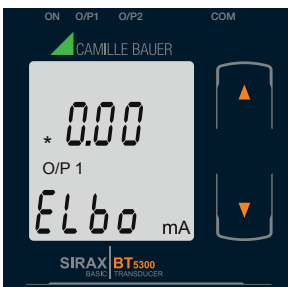 ON O/P1 O/P2 COM
CAMILLE BAUER
* 0.00
O/P 1
ELbo mA
SIRAX BT5300
BASIC TRANSDUCER